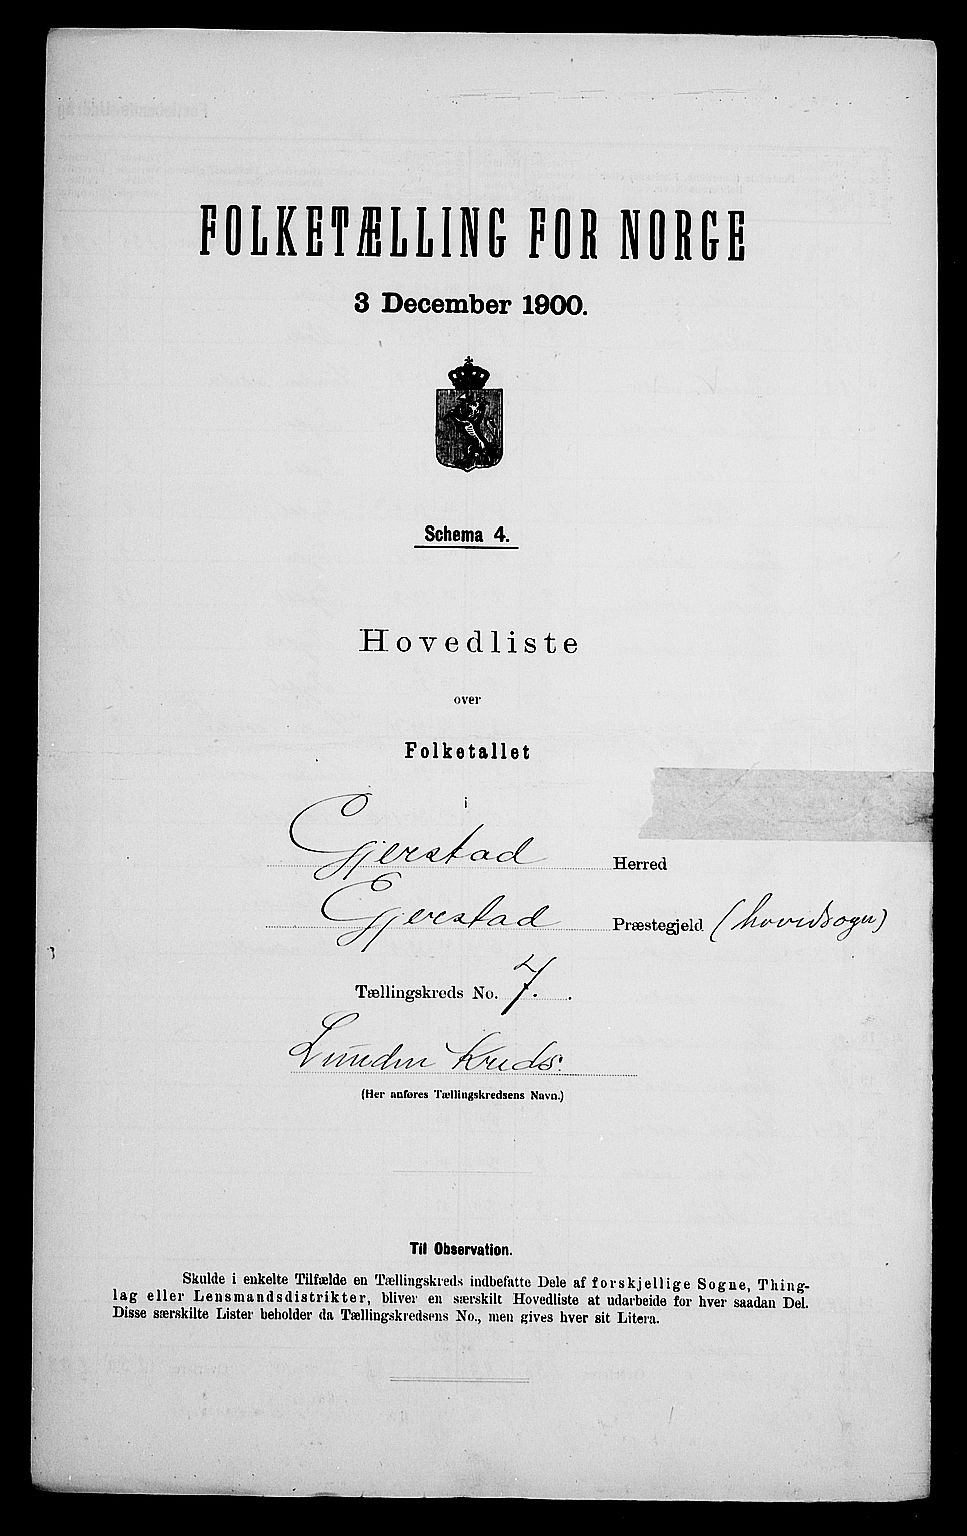 FOLKETÆLLING FOR NORGE
3 December 1900.
Schema 4.
Hovedliste
over
Folketallet
i
Gjerstad Herred
Gjerstad Præstegjeld (hovedsogn)
Tællingskreds No. 7.
Lunden Kreds.
(Her anføres Tællingskredsens Navn.)
Til Observation.
Skulde i enkelte Tilfælde en Tællingskreds indbefatte Dele af forskjellige Sogne, Thing-
lag eller Lensmandsdistrikter, bliver en særskilt Hovedliste at udarbeide for hver saadan Del.
Disse særskilte Lister beholder da Tællingskredsens No., men gives hver sit Litera.